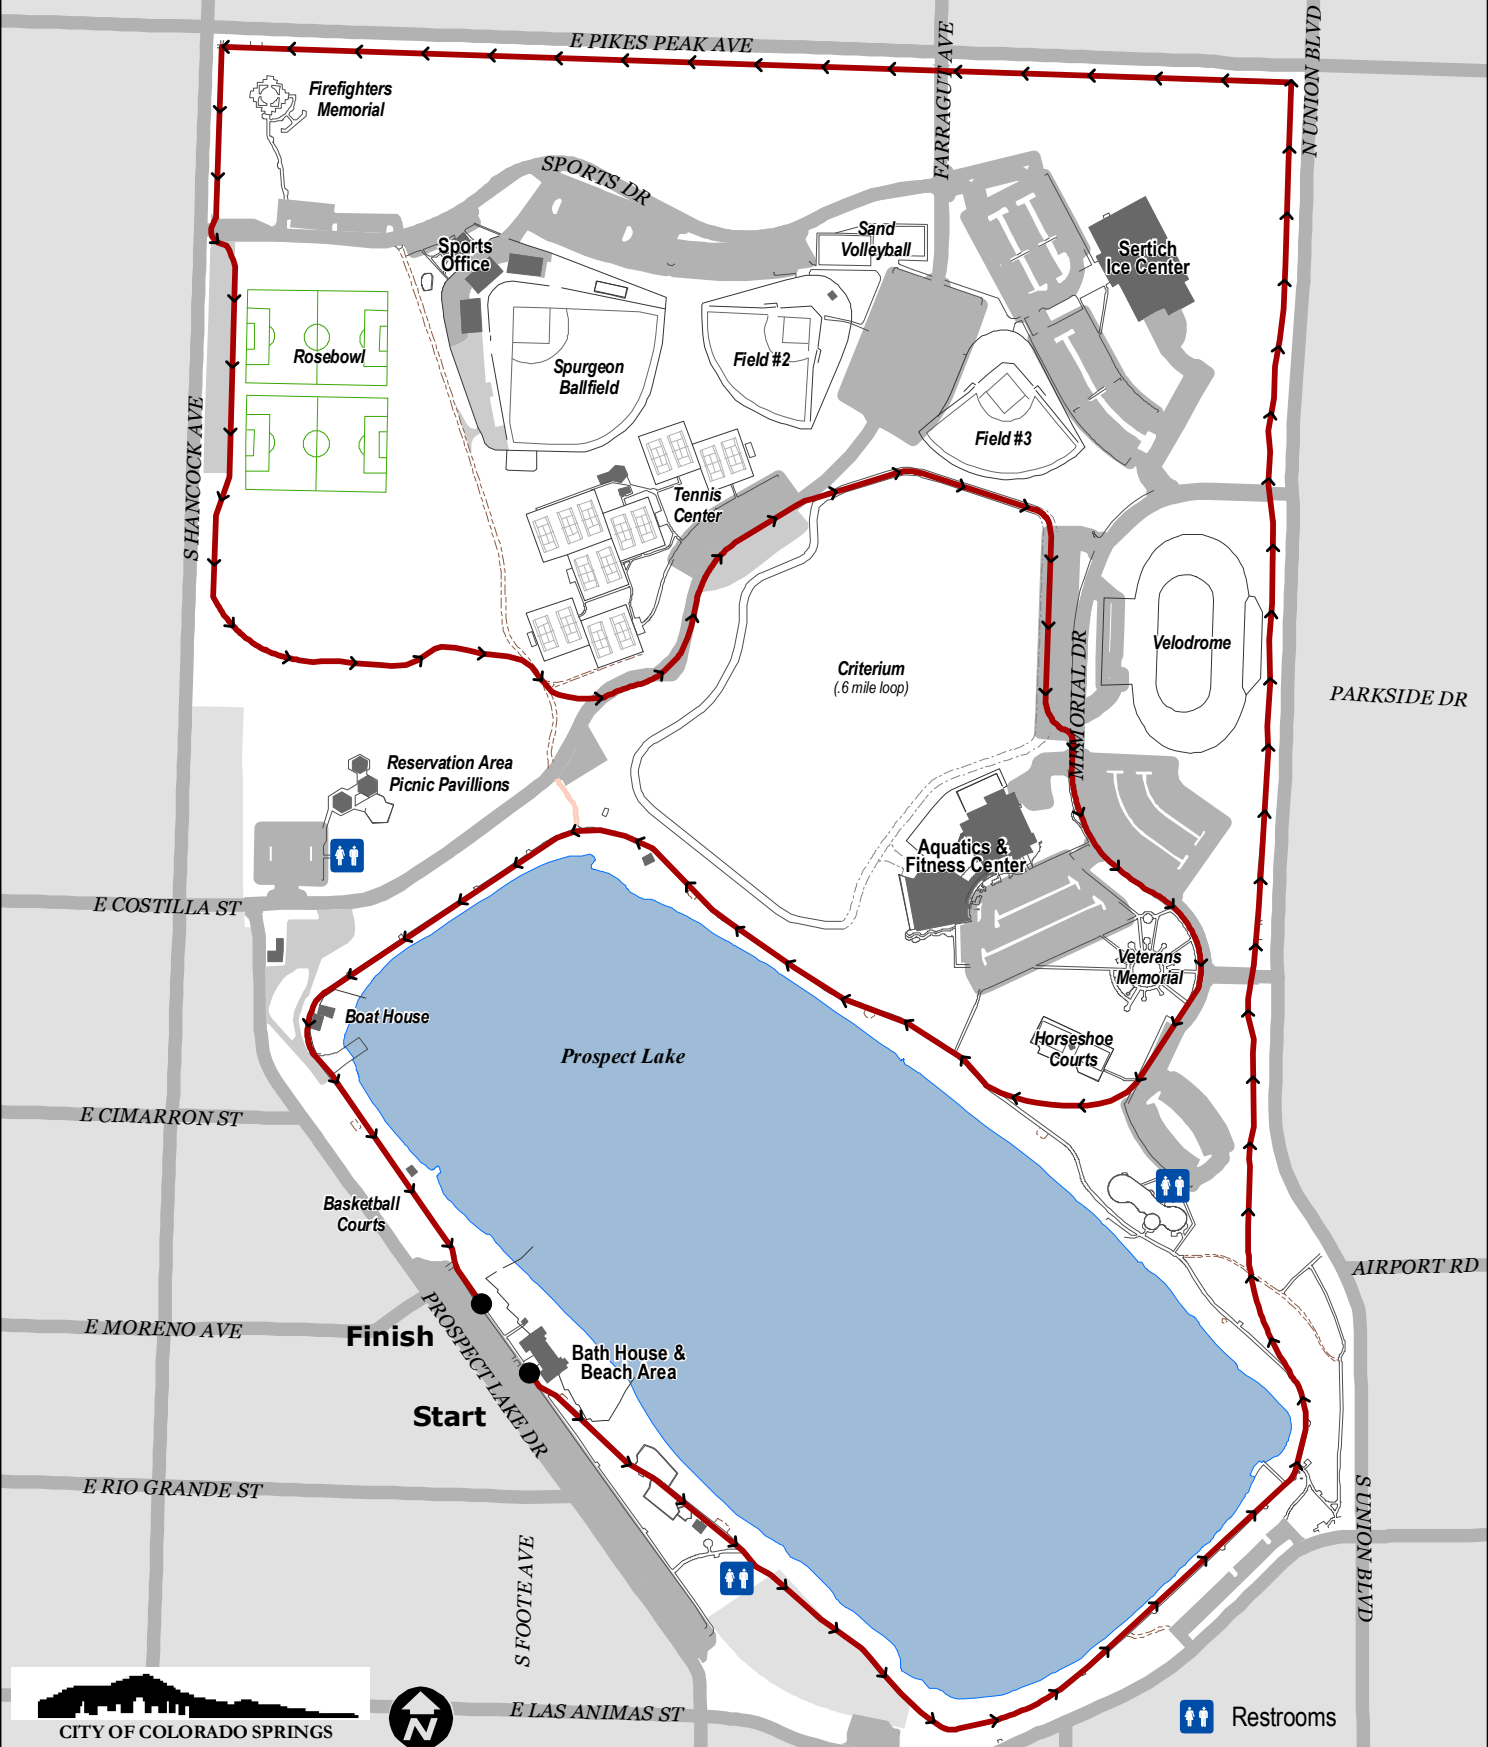 E PIKES PEAK AVE
FARRAGUT AVE
N UNION BLVD
Firefighters
Memorial
SPORTS DR
Sports
Office
Sand
Volleyball
Sertich
Ice Center
Rosebowl
Spurgeon
Ballfield
Field #2
Field #3
S HANCOCK AVE
Tennis
Center
Criterium
(.6 mile loop)
MEMORIAL DR
Velodrome
PARKSIDE DR
Reservation Area
Picnic Pavillions
Aquatics &
Fitness Center
E COSTILLA ST
Veterans
Memorial
Boat House
Prospect Lake
Horseshoe
Courts
E CIMARRON ST
Basketball
Courts
AIRPORT RD
E MORENO AVE
Finish
PROSPECT LAKE DR
Bath House &
Beach Area
Start
E RIO GRANDE ST
S FOOTE AVE
S UNION BLVD
E LAS ANIMAS ST
CITY OF COLORADO SPRINGS
N
Restrooms